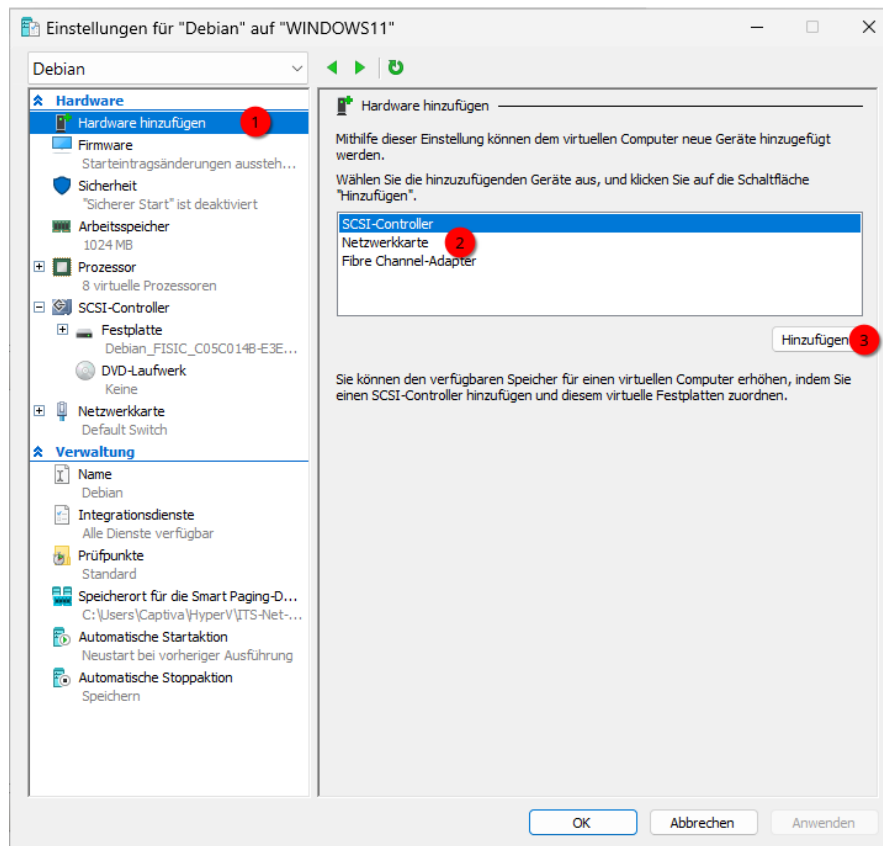 Einstellungen für "Debian" auf "WINDOWS11"
Debian
Hardware
Hardware hinzufügen 1
Firmware
Starteintragsänderungen aussteh...
Sicherheit
"Sicherer Start" ist deaktiviert
Arbeitsspeicher
1024 MB
Prozessor
8 virtuelle Prozessoren
SCSI-Controller
Festplatte
Debian_FISIC_C05C014B-E3E...
DVD-Laufwerk
Keine
Netzwerkkarte
Default Switch
Verwaltung
Name
Debian
Integrationsdienste
Alle Dienste verfügbar
Prüfpunkte
Standard
Speicherort für die Smart Paging-D...
C:\Users\Captiva\HyperV\ITS-Net-...
Automatische Startaktion
Neustart bei vorheriger Ausführung
Automatische Stoppaktion
Speichern
Hardware hinzufügen
Mithilfe dieser Einstellung können dem virtuellen Computer neue Geräte hinzugefügt
werden.
Wählen Sie die hinzuzufügenden Geräte aus, und klicken Sie auf die Schaltfläche
"Hinzufügen".
SCSI-Controller
Netzwerkkarte 2
Fibre Channel-Adapter
Hinzufügen 3
Sie können den verfügbaren Speicher für einen virtuellen Computer erhöhen, indem Sie
einen SCSI-Controller hinzufügen und diesem virtuelle Festplatten zuordnen.
OK
Abbrechen
Anwenden